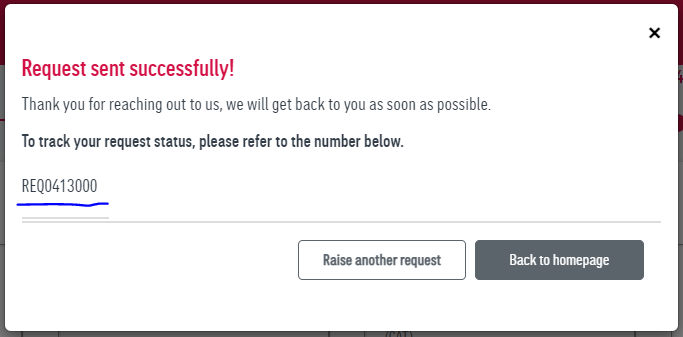 Request sent successfully!
Thank you for reaching out to us, we will get back to you as soon as possible.
To track your request status, please refer to the number below.
REQ0413000
Raise another request
Back to homepage